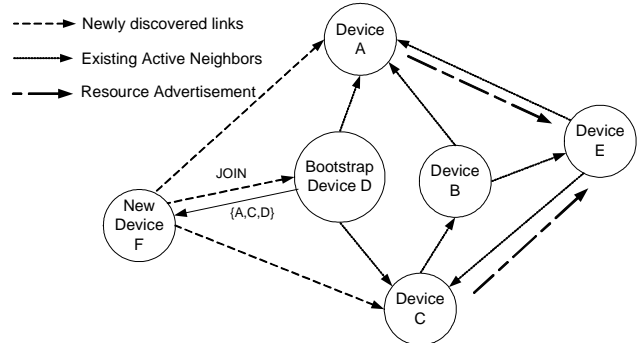 Newly discovered links
Existing Active Neighbors
Resource Advertisement
Device
A
Device
E
Bootstrap
Device D
Device
B
JOIN
{A,C,D}
New
Device
F
Device
C